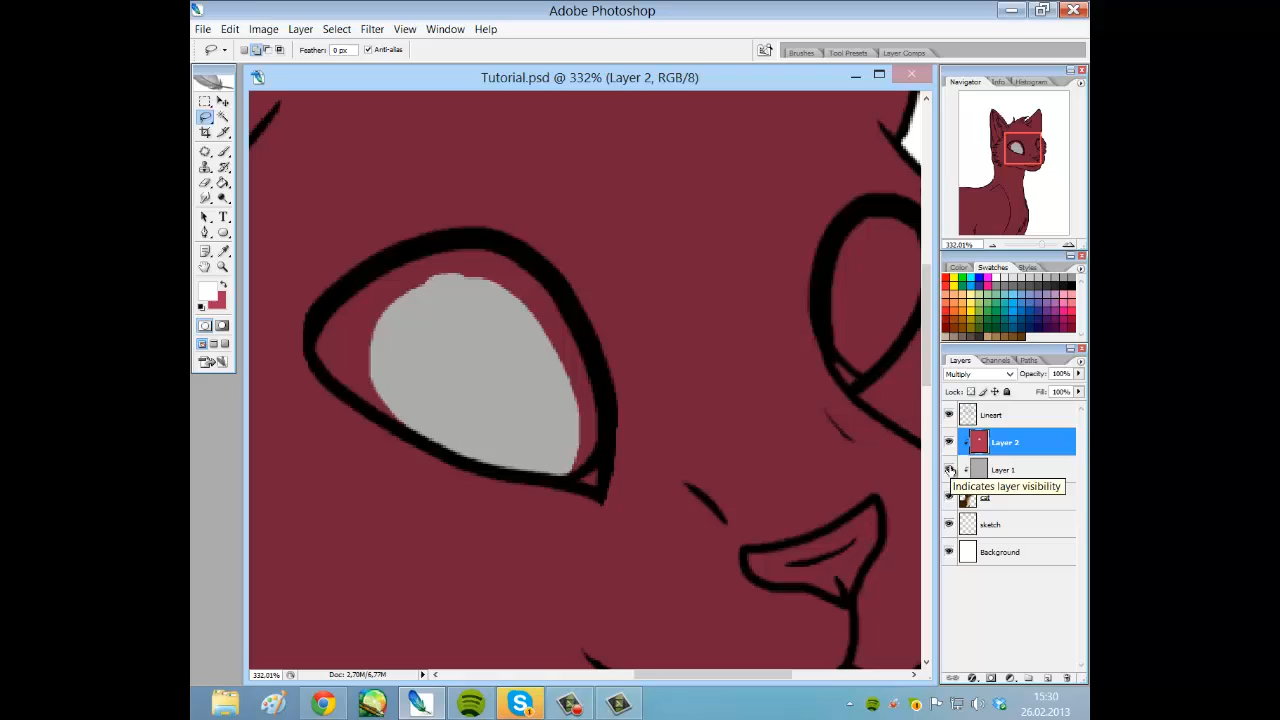 Adobe Photoshop
File Edit Image Layer Select Filter View Window Help
Feather: 0 px Anti-alias
Brushes Tool Presets Layer Comps
Tutorial.psd @ 332% (Layer 2, RGB/8)
Navigator Info Histogram
332.01%
Color Swatches Styles
Layers Channels Paths
Multiply Opacity: 100%
Lock: Fill: 100%
Lineart
Layer 2
Layer 1
Indicates layer visibility
cat
sketch
Background
332.01% Doc: 2,70M/6,77M
15:30
26.02.2013